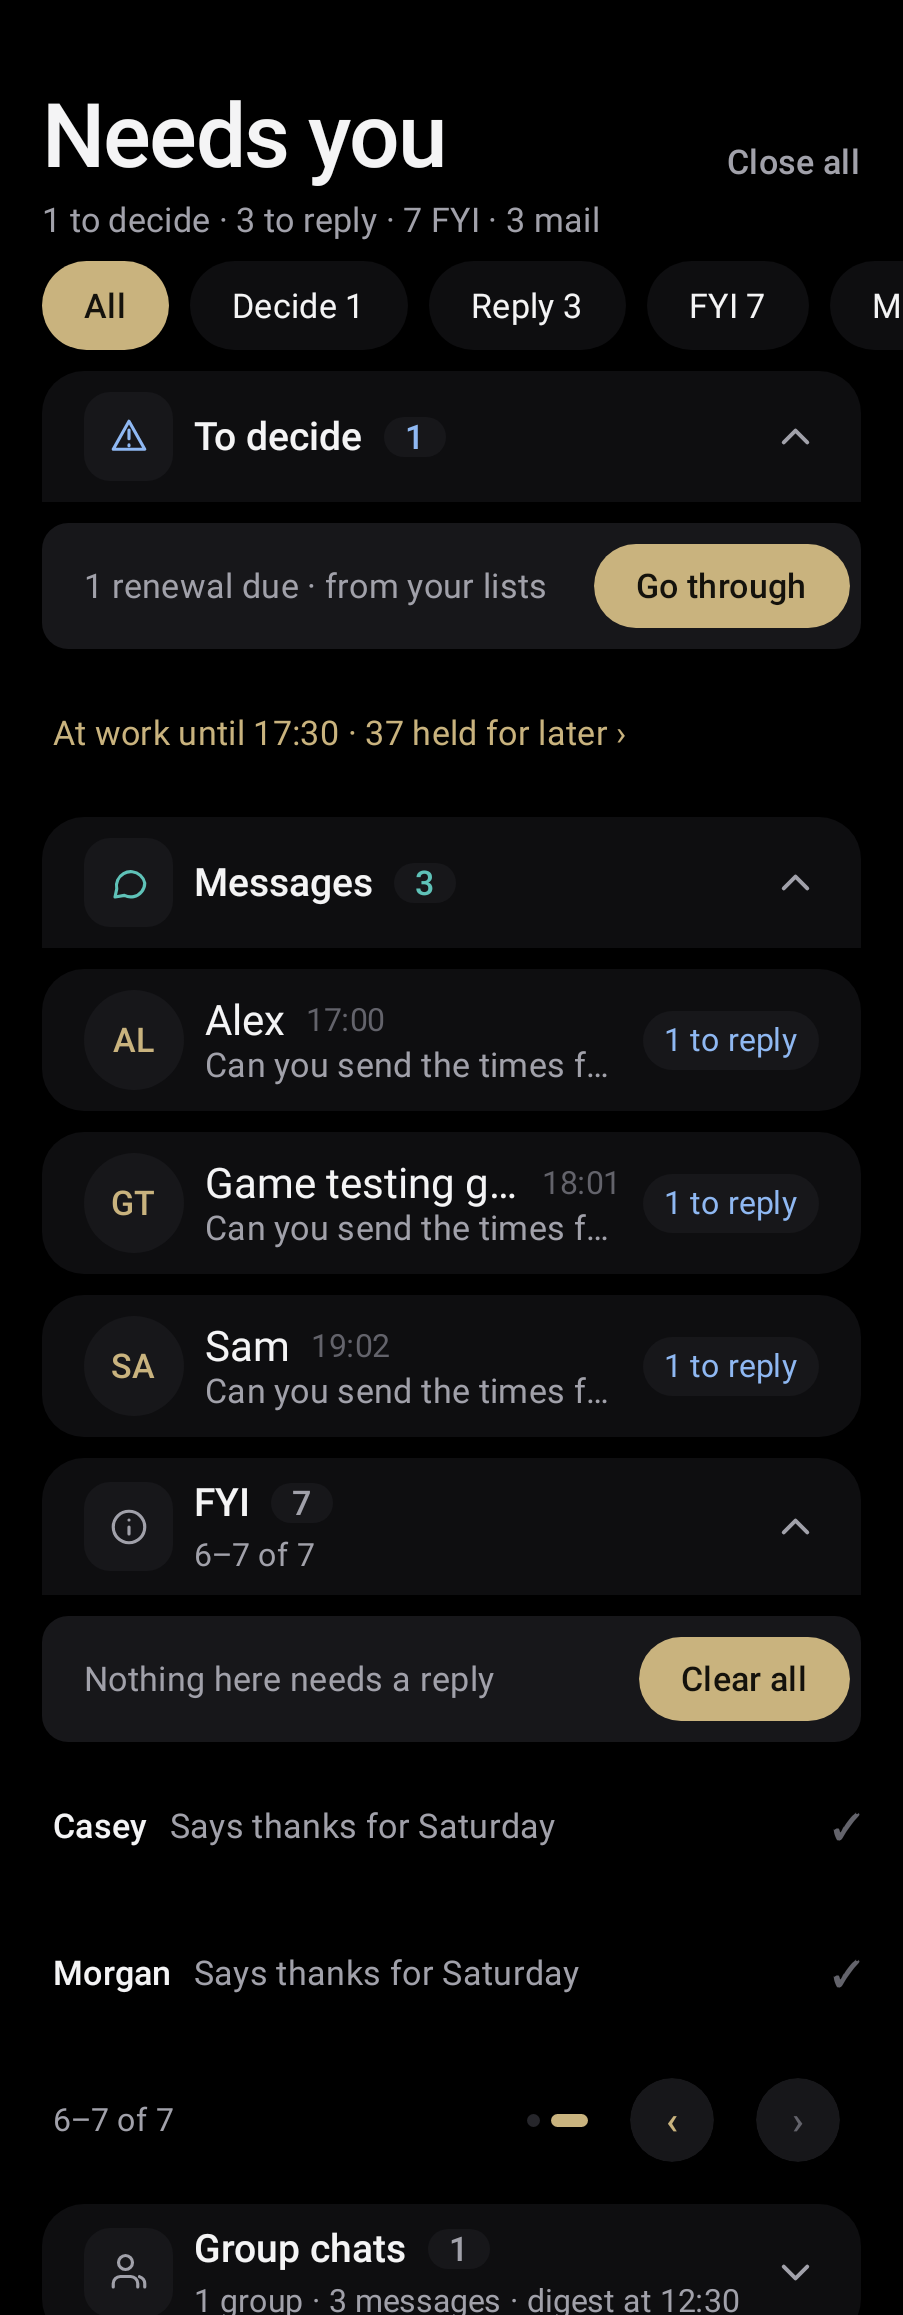 Needs you
Close all
1 to decide · 3 to reply · 7 FYI · 3 mail
All
Decide 1
Reply 3
FYI 7
M
To decide 1
1 renewal due · from your lists
Go through
At work until 17:30 · 37 held for later ›
Messages 3
AL
Alex 17:00
Can you send the times f…
1 to reply
GT
Game testing g… 18:01
Can you send the times f…
1 to reply
SA
Sam 19:02
Can you send the times f…
1 to reply
FYI 7
6–7 of 7
Nothing here needs a reply
Clear all
Casey Says thanks for Saturday ✓
Morgan Says thanks for Saturday ✓
6–7 of 7
‹ ›
Group chats 1
1 group · 3 messages · digest at 12:30